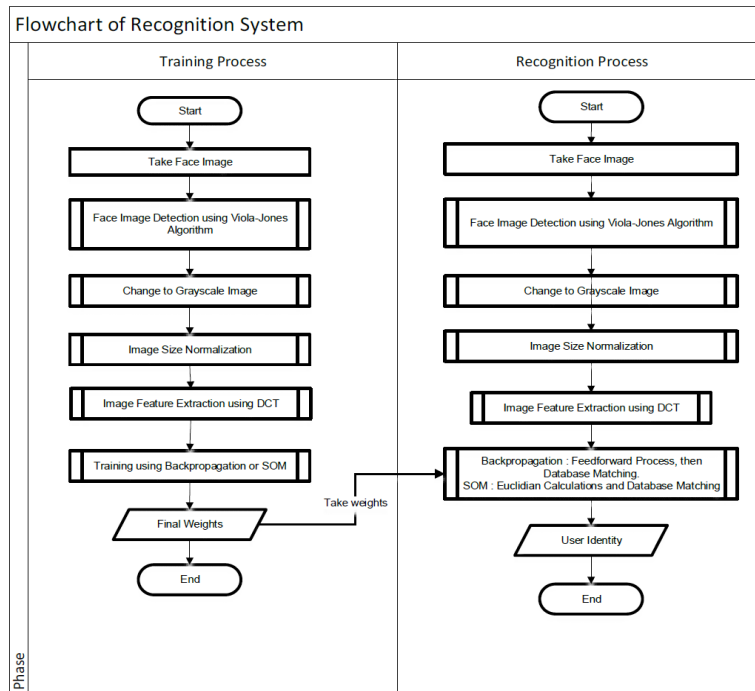 Flowchart of Recognition System
Training Process
Recognition Process
Phase
Start
Take Face Image
Face Image Detection using Viola-Jones
Algorithm
Change to Grayscale Image
Image Size Normalization
Image Feature Extraction using DCT
Training using Backpropagation or SOM
Final Weights
End
Take weights
Start
Take Face Image
Face Image Detection using Viola-Jones Algorithm
Change to Grayscale Image
Image Size Normalization
Image Feature Extraction using DCT
Backpropagation : Feedforward Process, then
Database Matching.
SOM : Euclidian Calculations and Database Matching
User Identity
End